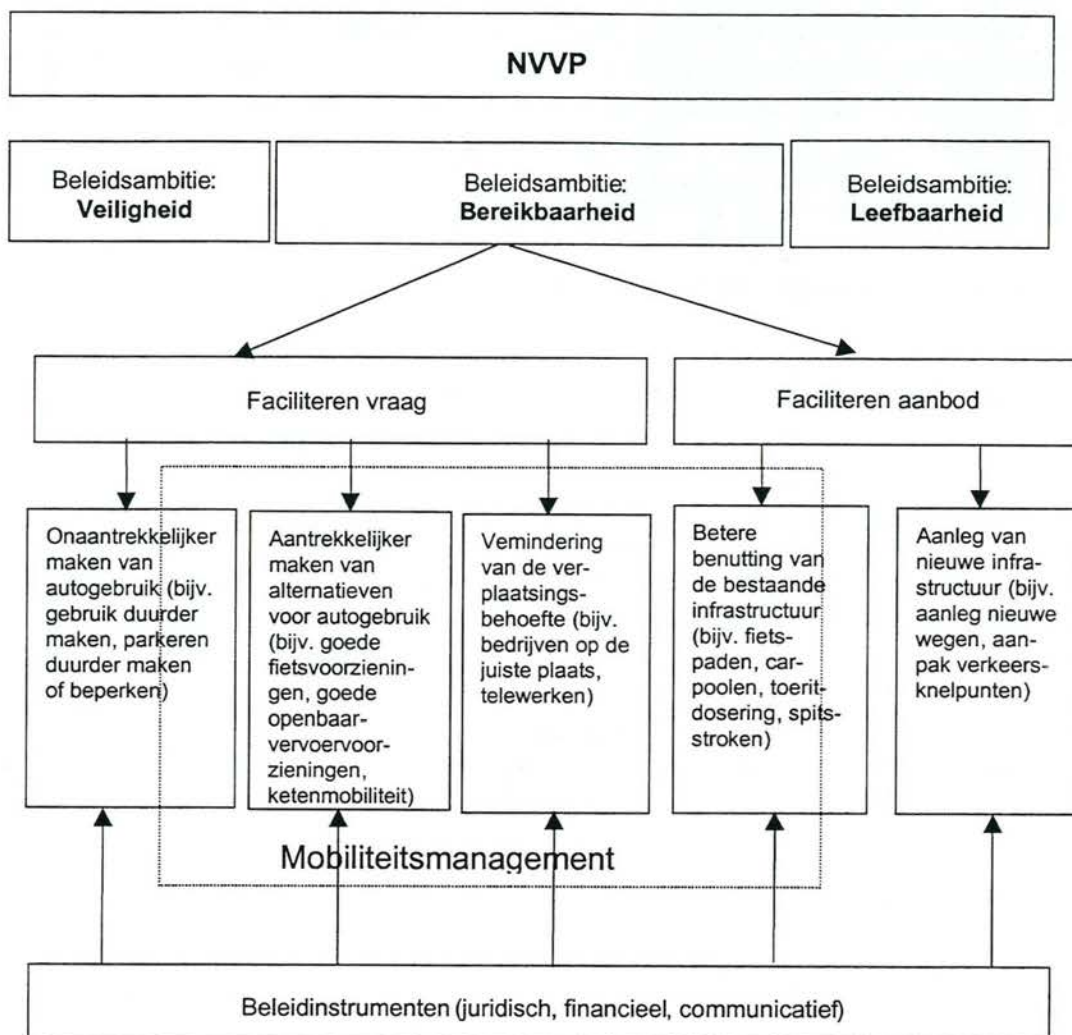 NVVP
Beleidsambitie:
Veiligheid
Beleidsambitie:
Bereikbaarheid
Beleidsambitie:
Leefbaarheid
Faciliteren vraag
Faciliteren aanbod
Onaantrekkelijker
maken van
autogebruik (bijv.
gebruik duurder
maken, parkeren
duurder maken
of beperken)
Aantrekkelijker
maken van
alternatieven
voor autogebruik
(bijv. goede
fietsvoorzienin-
gen, goede
openbaar-
vervoervoor-
zieningen,
ketenmobiliteit)
Vemindering
van de ver-
plaatsings-
behoefte (bijv.
bedrijven op de
juiste plaats,
telewerken)
Betere
benutting van
de bestaande
infrastructuur
(bijv. fiets-
paden, car-
poolen, toerit-
dosering, spits-
stroken)
Aanleg van
nieuwe infra-
structuur (bijv.
aanleg nieuwe
wegen, aan-
pak verkeers-
knelpunten)
Mobiliteitsmanagement
Beleidinstrumenten (juridisch, financieel, communicatief)